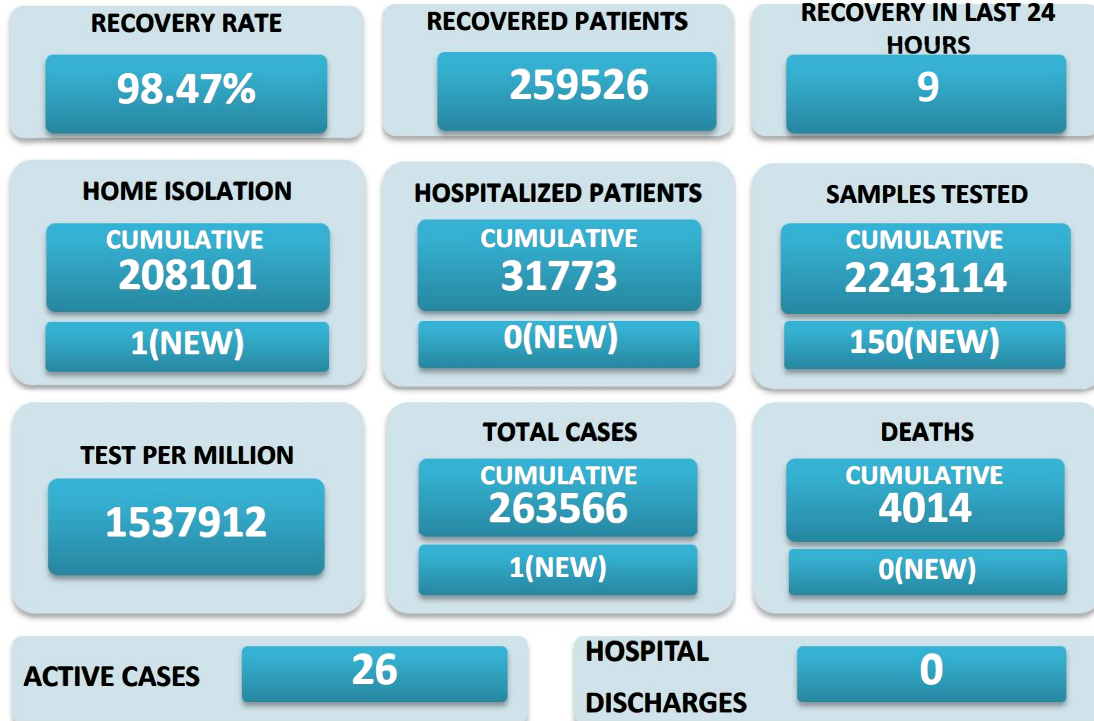 RECOVERY RATE
98.47%
RECOVERED PATIENTS
259526
RECOVERY IN LAST 24
HOURS
9
HOME ISOLATION
CUMULATIVE
208101
1(NEW)
HOSPITALIZED PATIENTS
CUMULATIVE
31773
0(NEW)
SAMPLES TESTED
CUMULATIVE
2243114
150(NEW)
TEST PER MILLION
1537912
TOTAL CASES
CUMULATIVE
263566
1(NEW)
DEATHS
CUMULATIVE
4014
0(NEW)
ACTIVE CASES
26
HOSPITAL
DISCHARGES
0